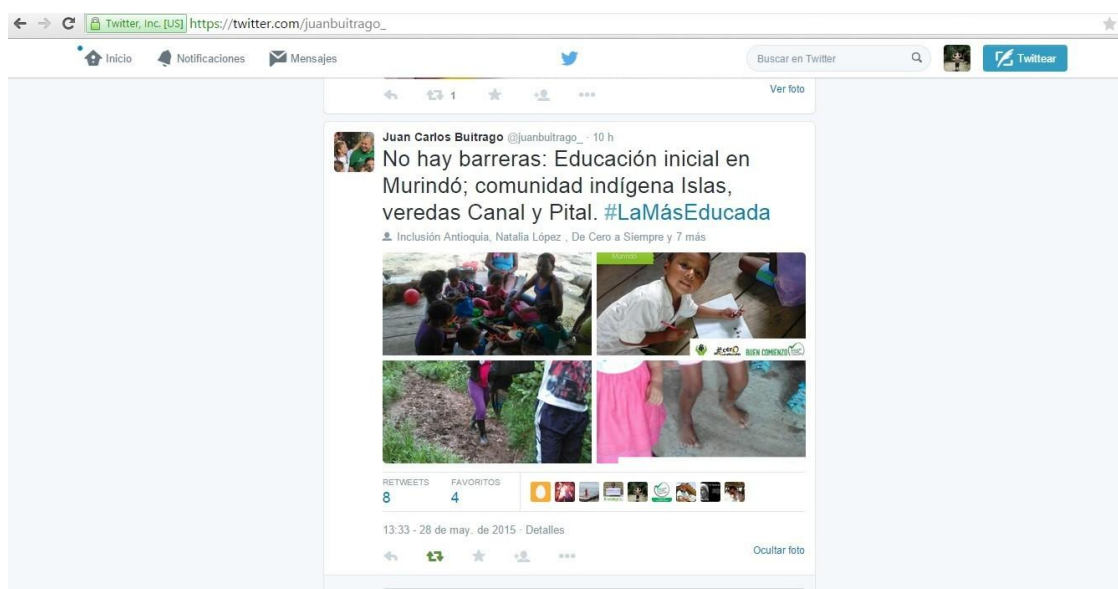 Twitter, Inc. [US] https://twitter.com/juanbuitrago_
Inicio Notificaciones Mensajes Buscar en Twitter Twittear
1 Ver foto
Juan Carlos Buitrago @juanbuitrago_ · 10 h
No hay barreras: Educación inicial en
Murindó; comunidad indígena Islas,
veredas Canal y Pital. #LaMásEducada
Inclusión Antioquia, Natalia López , De Cero a Siempre y 7 más
Murindó
BUEN COMIENZO
RETWEETS FAVORITOS
8 4
13:33 - 28 de may. de 2015 · Detalles
Ocultar foto